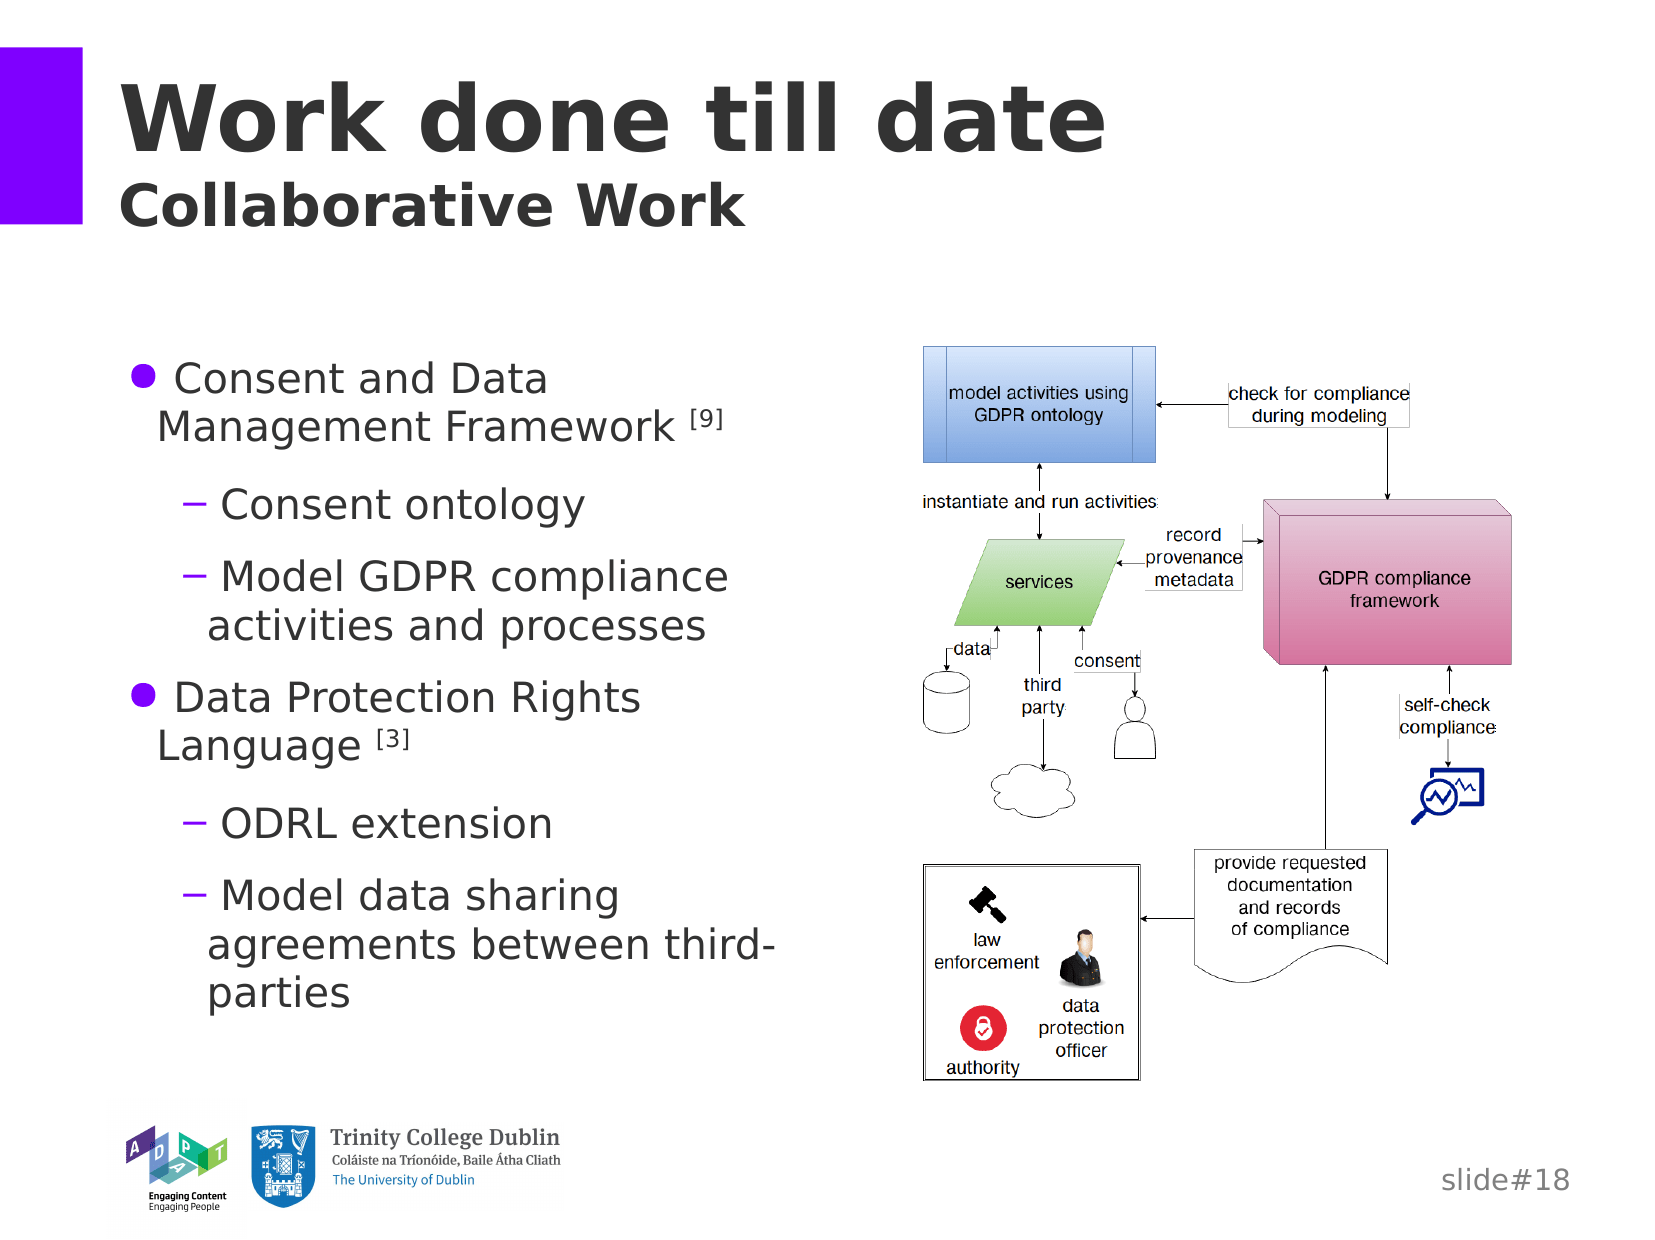 Work done till date
Collaborative Work
● Consent and Data
Management Framework [9]
– Consent ontology
– Model GDPR compliance
activities and processes
● Data Protection Rights
Language [3]
– ODRL extension
– Model data sharing
agreements between third-
parties
model activities using
GDPR ontology
check for compliance
during modeling
instantiate and run activities
record
provenance
metadata
services
GDPR compliance
framework
data
consent
third
party
self-check
compliance
provide requested
documentation
and records
of compliance
law
enforcement
data
protection
officer
authority
ADAPT
Engaging Content
Engaging People
Trinity College Dublin
Coláiste na Tríonóide, Baile Átha Cliath
The University of Dublin
slide#18